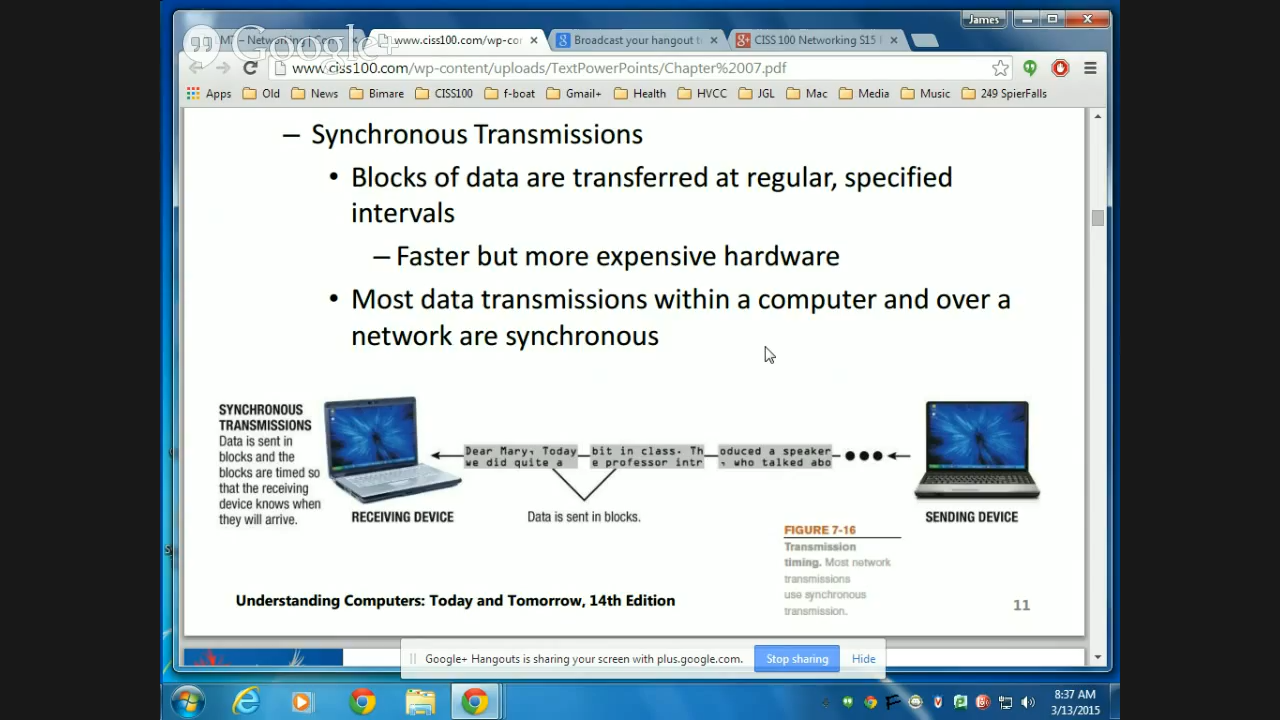 James
Google+
www.ciss100.com/wp-co
Broadcast your hangout t
CISS 100 Networking S15
www.ciss100.com/wp-content/uploads/TextPowerPoints/Chapter%2007.pdf
Apps Old News Bimare CISS100 f-boat Gmail+ Health HVCC JGL Mac Media Music 249 SpierFalls
– Synchronous Transmissions
• Blocks of data are transferred at regular, specified
intervals
– Faster but more expensive hardware
• Most data transmissions within a computer and over a
network are synchronous
SYNCHRONOUS
TRANSMISSIONS
Data is sent in
blocks and the
blocks are timed so
that the receiving
device knows when
they will arrive.
Dear Mary, Today
we did quite a
bit in class. Th
e professor intr
oduced a speaker
, who talked abo
RECEIVING DEVICE
Data is sent in blocks.
SENDING DEVICE
FIGURE 7-16
Transmission
timing. Most network
transmissions
use synchronous
transmission.
Understanding Computers: Today and Tomorrow, 14th Edition
11
Google+ Hangouts is sharing your screen with plus.google.com. Stop sharing Hide
8:37 AM
3/13/2015